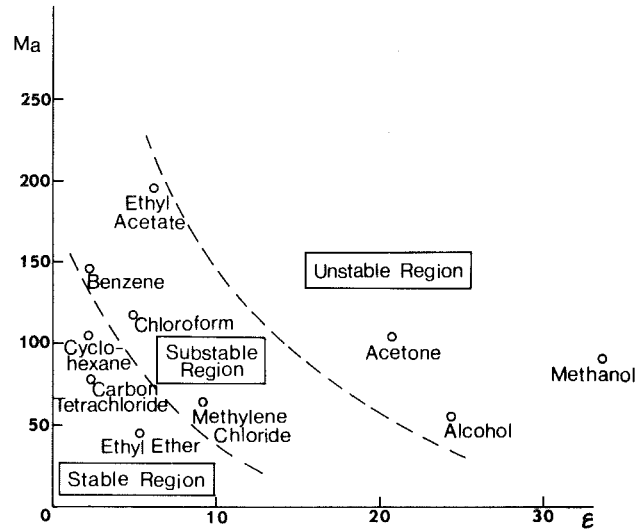 Ma
250
200
Ethyl
Acetate
150
Unstable Region
Benzene
Chloroform
100
Cyclo-
hexane
Substable
Region
Acetone
Methanol
Carbon
Tetrachloride
50
Methylene
Chloride
Alcohol
Ethyl Ether
Stable Region
0
10
20
30
ε